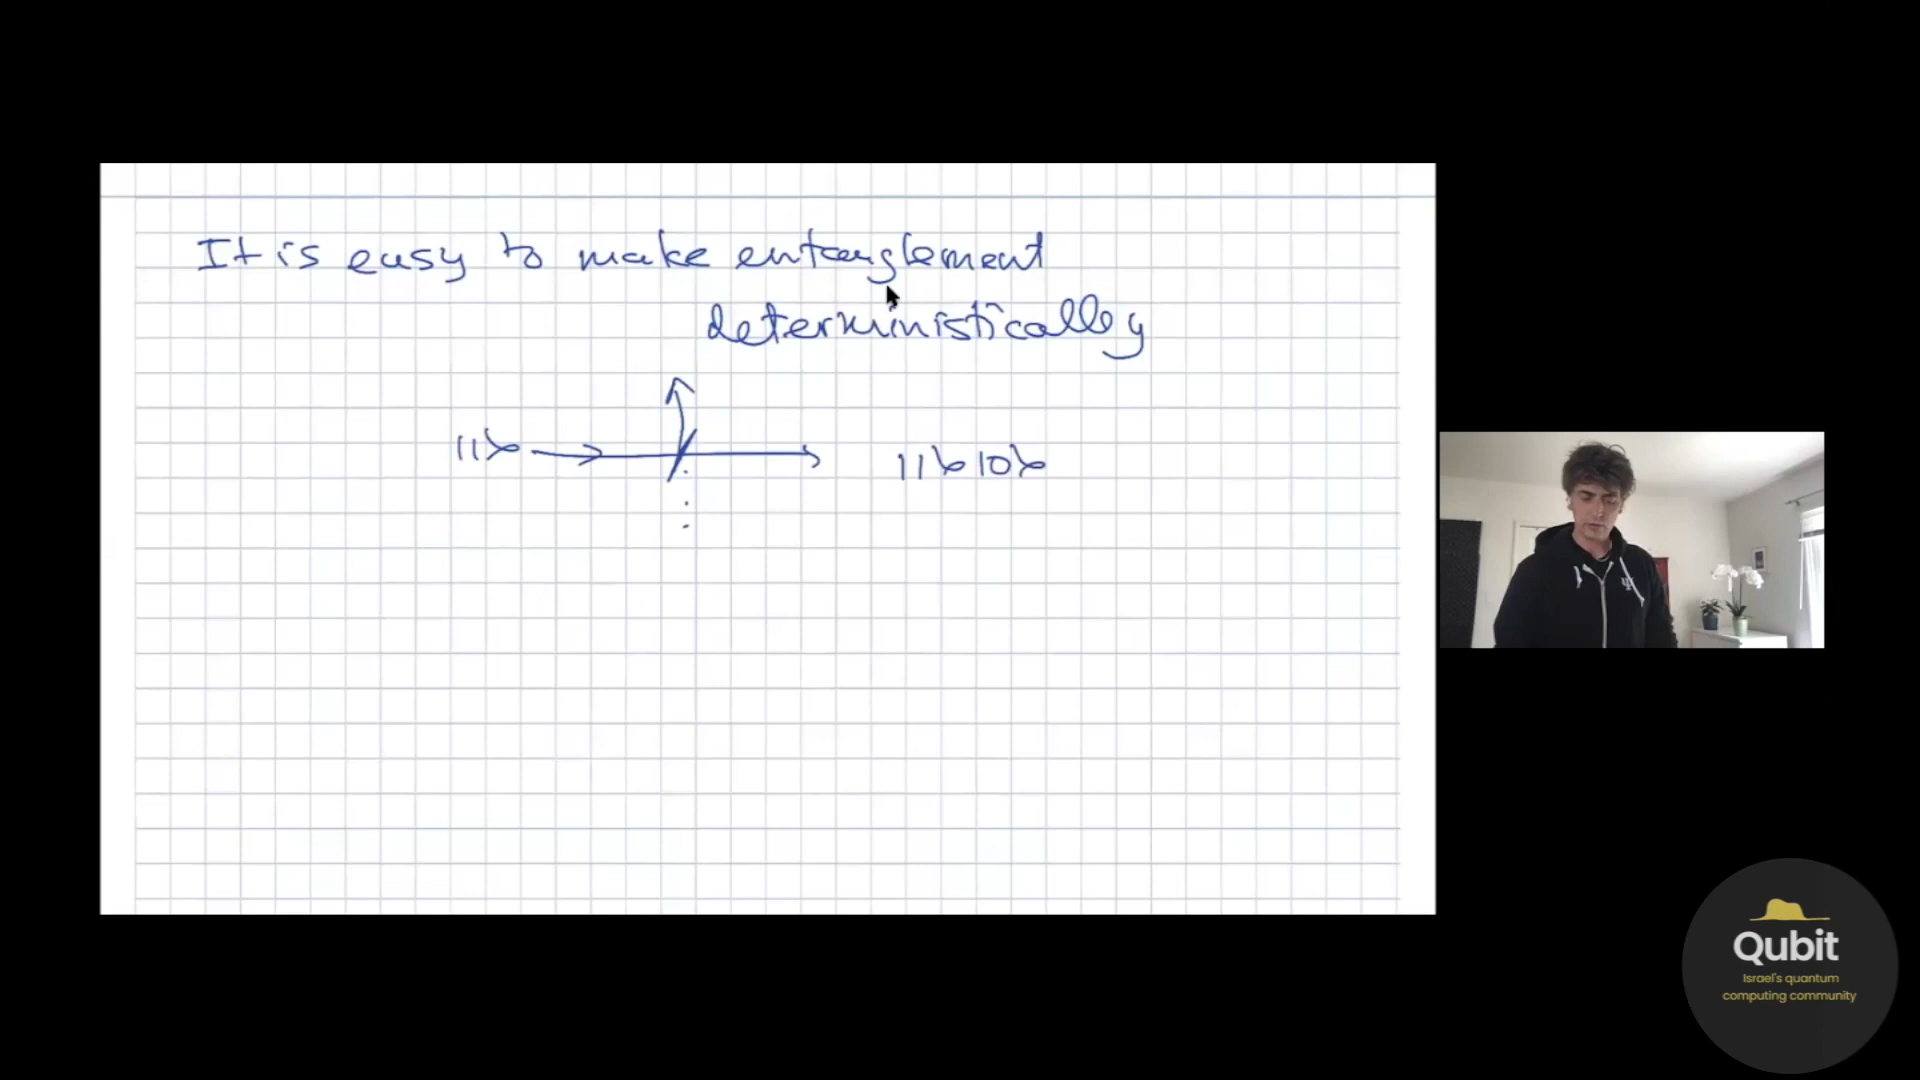 It is easy to make entanglement
deterministically
|1> |1>|0>
Qubit
Israel's quantum
computing community